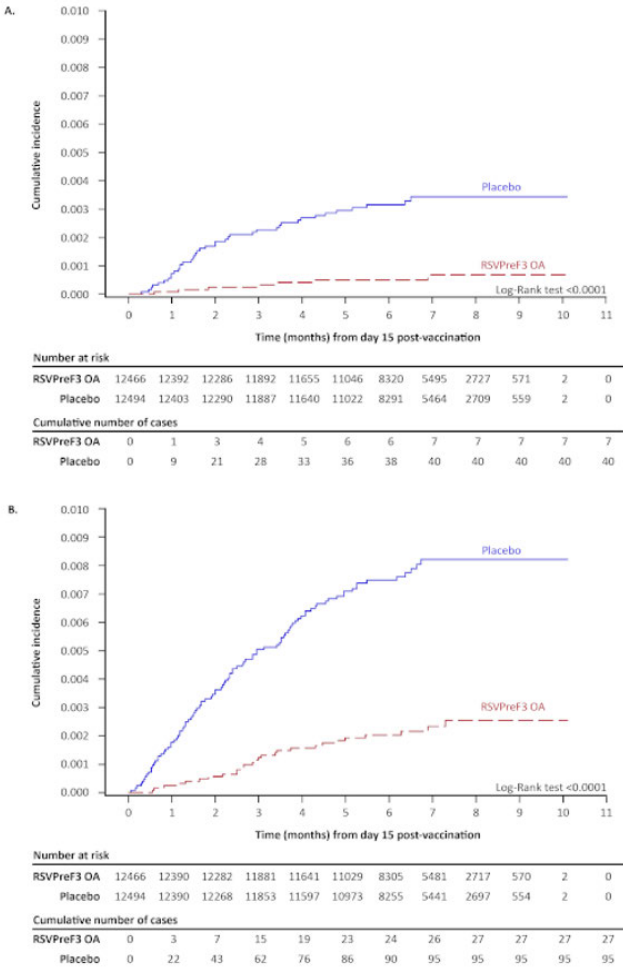 A.
0.010
0.009
0.008
0.007
0.006
0.005
0.004
0.003
0.002
0.001
0.000
Cumulative incidence
Placebo
RSVPreF3 OA
Log-Rank test <0.0001
0 1 2 3 4 5 6 7 8 9 10 11
Time (months) from day 15 post-vaccination
Number at risk
RSVPreF3 OA 12466 12392 12286 11892 11655 11046 8320 5495 2727 571 2 0
Placebo 12494 12403 12290 11887 11640 11022 8291 5464 2709 559 2 0
Cumulative number of cases
RSVPreF3 OA 0 1 3 4 5 6 6 7 7 7 7 7
Placebo 0 9 21 28 33 36 38 40 40 40 40 40
B.
0.010
0.009
0.008
0.007
0.006
0.005
0.004
0.003
0.002
0.001
0.000
Cumulative incidence
Placebo
RSVPreF3 OA
Log-Rank test <0.0001
0 1 2 3 4 5 6 7 8 9 10 11
Time (months) from day 15 post-vaccination
Number at risk
RSVPreF3 OA 12466 12390 12282 11881 11641 11029 8305 5481 2717 570 2 0
Placebo 12494 12390 12268 11853 11597 10973 8255 5441 2697 554 2 0
Cumulative number of cases
RSVPreF3 OA 0 3 7 15 19 23 24 26 27 27 27 27
Placebo 0 22 43 62 76 86 90 95 95 95 95 95